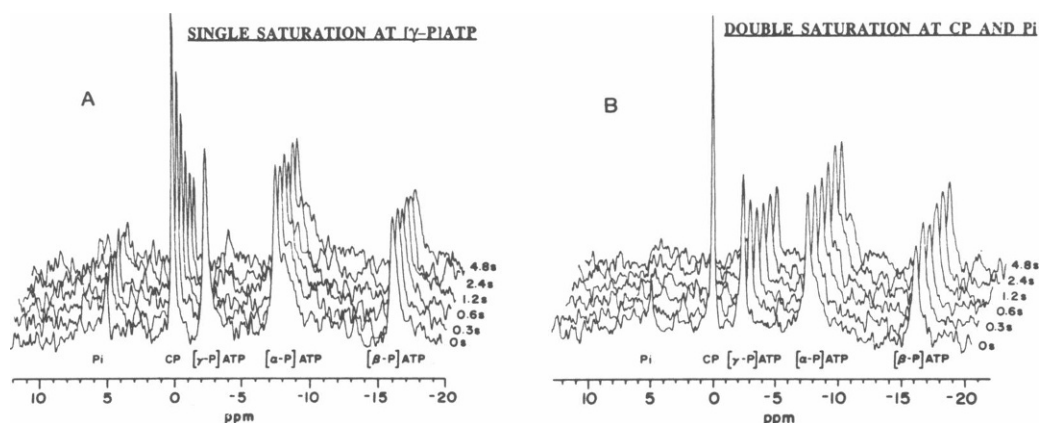 SINGLE SATURATION AT [γ-P]ATP
A
4.8s
2.4s
1.2s
0.6s
0.3s
0s
Pi CP [γ-P]ATP [α-P]ATP [β-P]ATP
10 5 0 -5 -10 -15 -20
ppm
DOUBLE SATURATION AT CP AND Pi
B
4.8s
2.4s
1.2s
0.6s
0.3s
0s
Pi CP [γ-P]ATP [α-P]ATP [β-P]ATP
10 5 0 -5 -10 -15 -20
ppm